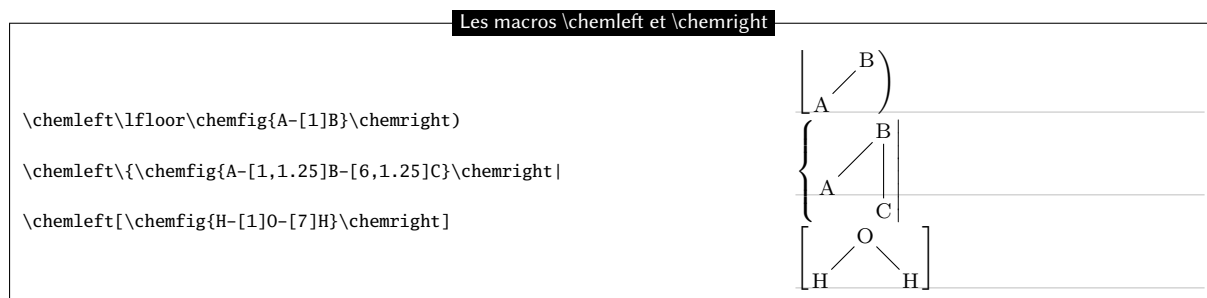 Les macros \chemleft et \chemright
\chemleft\lfloor\chemfig{A-[1]B}\chemright)
\chemleft\{\chemfig{A-[1,1.25]B-[6,1.25]C}\chemright|
\chemleft[\chemfig{H-[1]O-[7]H}\chemright]
B
A
B
A
C
O
H H